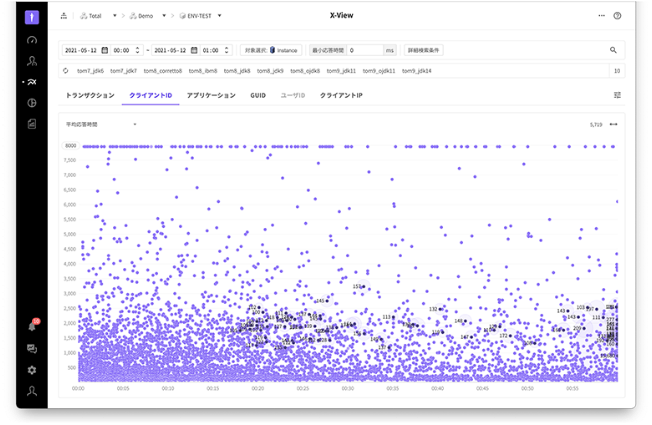 X-View
Total Demo ENV-TEST
2021-05-12 00:00 ~ 2021-05-12 01:00 対象選択: instance 最小応答時間 0 ms 詳細検索条件
tom7_jdk6 tom7_jdk7 tom8_corretto8 tom8_ibm8 tom8_jdk8 tom8_jdk9 tom8_ojdk8 tom9_jdk11 tom9_ojdk11 tom9_jdk14 10
トランザクション クライアントID アプリケーション GUID ユーザID クライアントIP
平均応答時間 3,715
8000
7,500
7,000
6,500
6,000
5,500
5,000
4,500
4,000
3,500
3,000
2,500
2,000
1,500
1,000
500
00:00 00:05 00:10 00:15 00:20 00:25 00:30 00:35 00:40 00:45 00:50 00:55